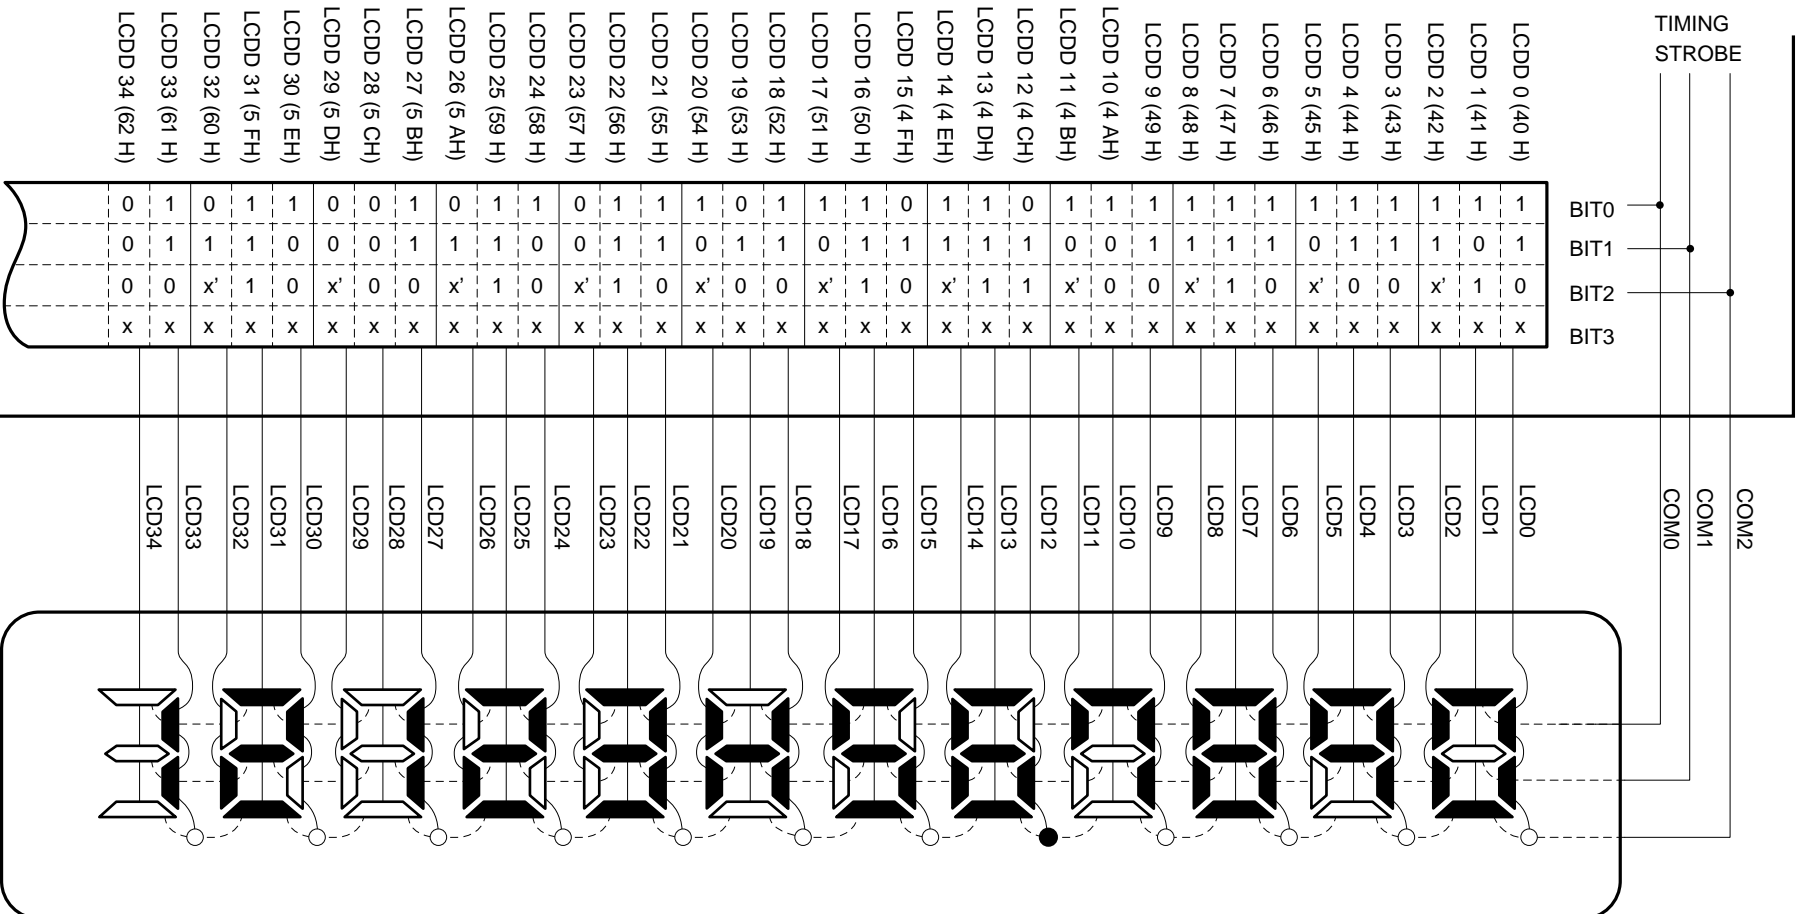 TIMING
STROBE
LCDD 34 (62 H)
LCDD 33 (61 H)
LCDD 32 (60 H)
LCDD 31 (5 FH)
LCDD 30 (5 EH)
LCDD 29 (5 DH)
LCDD 28 (5 CH)
LCDD 27 (5 BH)
LCDD 26 (5 AH)
LCDD 25 (59 H)
LCDD 24 (58 H)
LCDD 23 (57 H)
LCDD 22 (56 H)
LCDD 21 (55 H)
LCDD 20 (54 H)
LCDD 19 (53 H)
LCDD 18 (52 H)
LCDD 17 (51 H)
LCDD 16 (50 H)
LCDD 15 (4 FH)
LCDD 14 (4 EH)
LCDD 13 (4 DH)
LCDD 12 (4 CH)
LCDD 11 (4 BH)
LCDD 10 (4 AH)
LCDD 9 (49 H)
LCDD 8 (48 H)
LCDD 7 (47 H)
LCDD 6 (46 H)
LCDD 5 (45 H)
LCDD 4 (44 H)
LCDD 3 (43 H)
LCDD 2 (42 H)
LCDD 1 (41 H)
LCDD 0 (40 H)
0 1 0 1 1 0 0 1 0 1 1 0 1 1 1 0 1 1 1 0 1 1 0 1 1 1 1 1 1 1 1 1 1 1 1 BIT0
0 1 1 1 0 0 0 1 1 1 0 0 1 1 0 1 1 0 1 1 1 1 1 0 0 1 1 1 1 0 1 1 1 0 1 BIT1
0 0 x’ 1 0 x’ 0 0 x’ 1 0 x’ 1 0 x’ 0 0 x’ 1 0 x’ 1 1 x’ 0 0 x’ 1 0 x’ 0 0 x’ 1 0 BIT2
x x x x x x x x x x x x x x x x x x x x x x x x x x x x x x x x x x x BIT3
LCD34
LCD33
LCD32
LCD31
LCD30
LCD29
LCD28
LCD27
LCD26
LCD25
LCD24
LCD23
LCD22
LCD21
LCD20
LCD19
LCD18
LCD17
LCD16
LCD15
LCD14
LCD13
LCD12
LCD11
LCD10
LCD9
LCD8
LCD7
LCD6
LCD5
LCD4
LCD3
LCD2
LCD1
LCD0
COM0
COM1
COM2